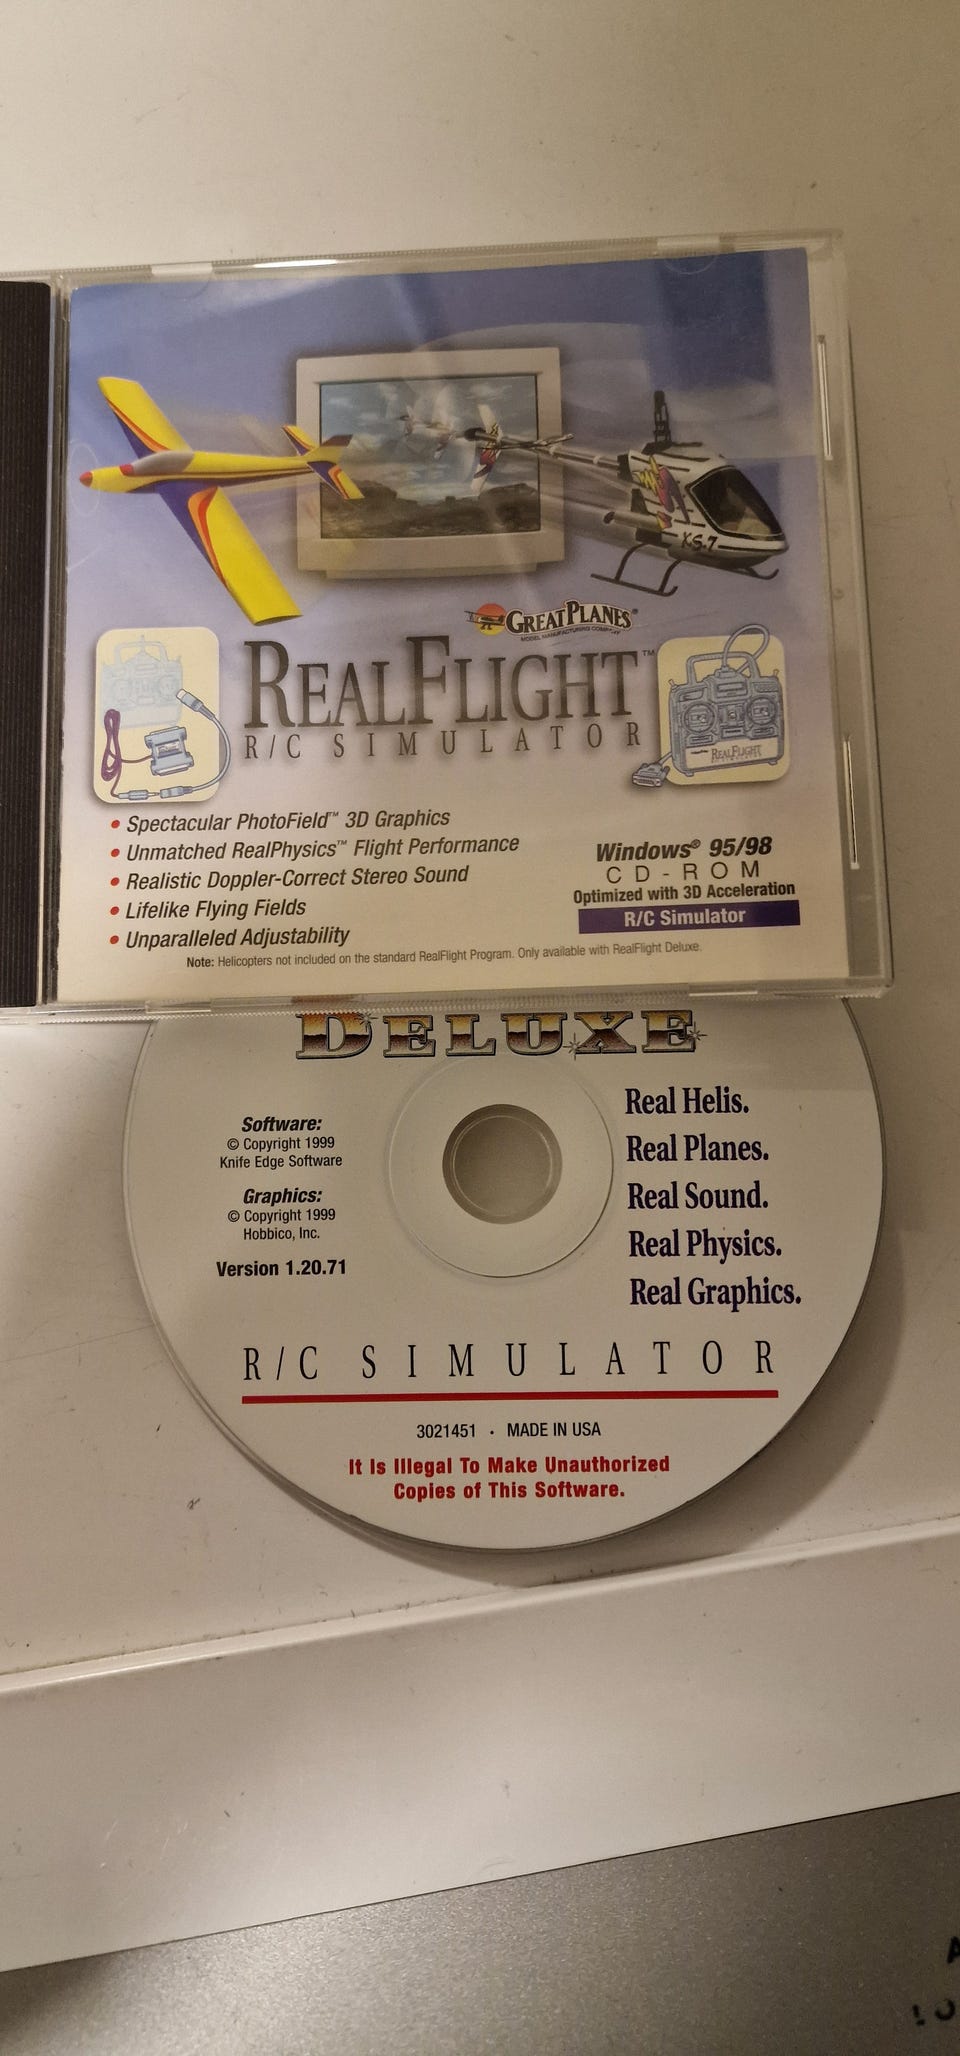 KS-7
GREAT PLANES®
MODEL MANUFACTURING COMPANY
REALFLIGHT™
R/C SIMULATOR
REALFLIGHT
• Spectacular PhotoField™ 3D Graphics
• Unmatched RealPhysics™ Flight Performance
• Realistic Doppler-Correct Stereo Sound
• Lifelike Flying Fields
• Unparalleled Adjustability
Windows® 95/98
CD-ROM
Optimized with 3D Acceleration
R/C Simulator
Note: Helicopters not included on the standard RealFlight Program. Only available with RealFlight Deluxe.
DELUXE
Software:
© Copyright 1999
Knife Edge Software
Graphics:
© Copyright 1999
Hobbico, Inc.
Version 1.20.71
Real Helis.
Real Planes.
Real Sound.
Real Physics.
Real Graphics.
R/C SIMULATOR
3021451 · MADE IN USA
It Is Illegal To Make Unauthorized
Copies of This Software.